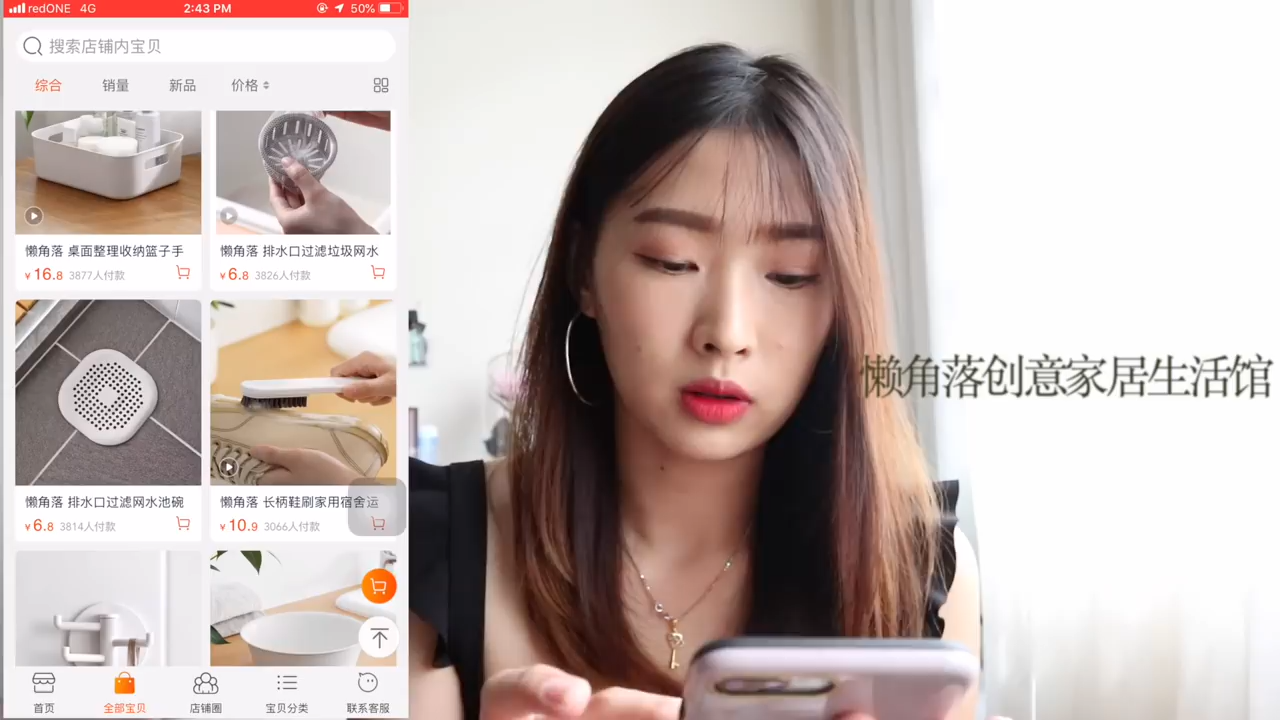 redONE 4G 2:43 PM 50%
搜索店铺内宝贝
综合 销量 新品 价格
懒角落 桌面整理收纳篮子手
¥16.8 3877人付款
懒角落 排水口过滤垃圾网水
¥6.8 3826人付款
懒角落 排水口过滤网水池碗
¥6.8 3814人付款
懒角落 长柄鞋刷家用宿舍运
¥10.9 3066人付款
首页 全部宝贝 店铺圈 宝贝分类 联系客服
懒角落创意家居生活馆